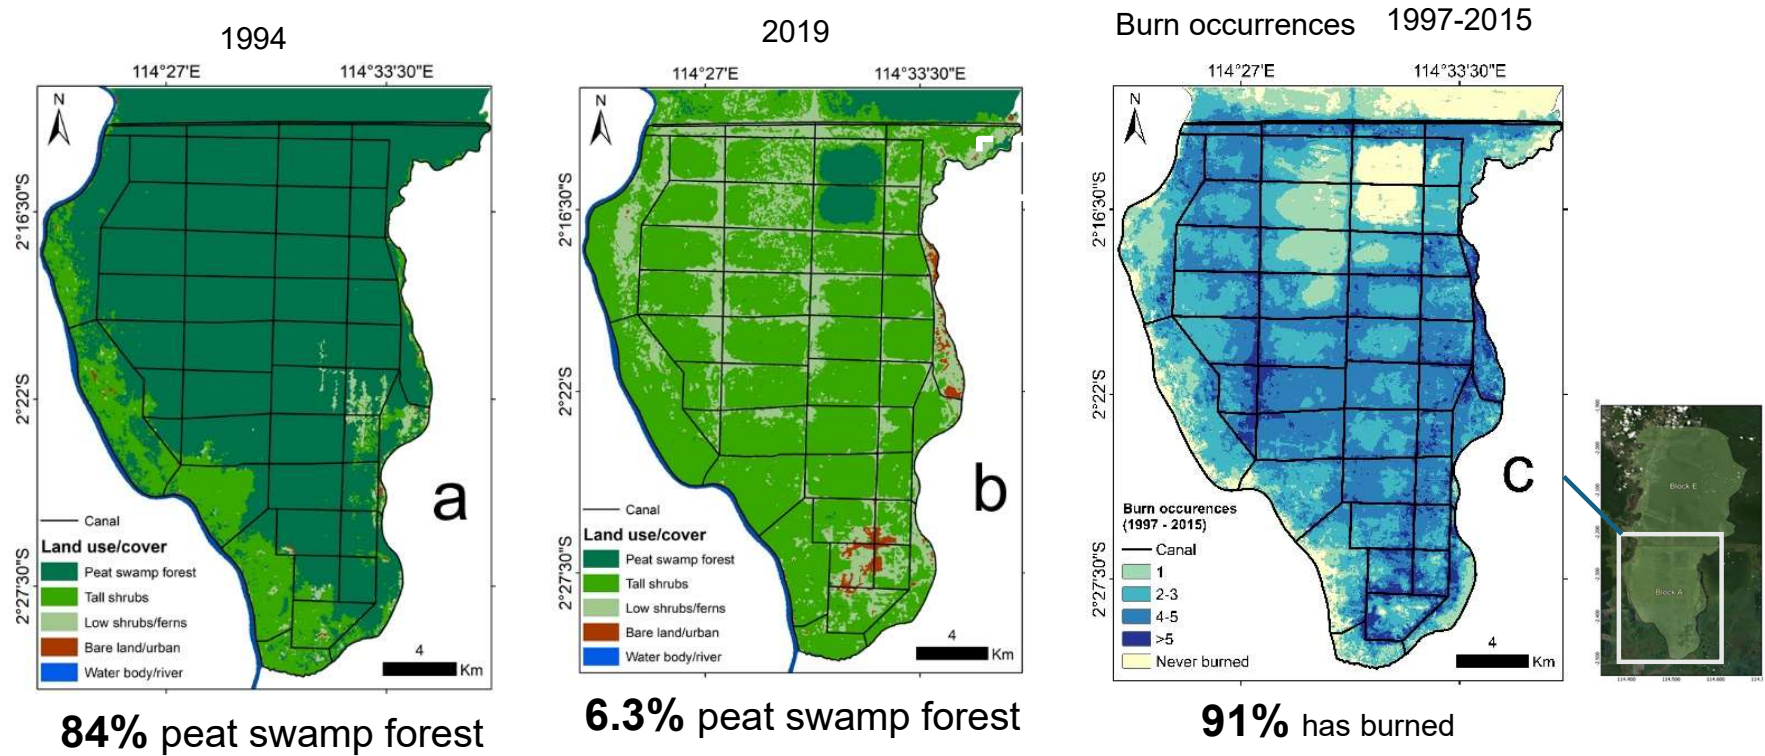 1994
114°27'E
114°33'30"E
N
2°16'30"S
2°22'S
2°27'30"S
a
Canal
Land use/cover
Peat swamp forest
Tall shrubs
Low shrubs/ferns
Bare land/urban
Water body/river
4
Km
84% peat swamp forest
2019
114°27'E
114°33'30"E
N
2°16'30"S
2°22'S
2°27'30"S
b
Canal
Land use/cover
Peat swamp forest
Tall shrubs
Low shrubs/ferns
Bare land/urban
Water body/river
4
Km
6.3% peat swamp forest
Burn occurrences 1997-2015
114°27'E
114°33'30"E
N
2°16'30"S
2°22'S
2°27'30"S
c
Burn occurences
(1997 - 2015)
Canal
1
2-3
4-5
>5
Never burned
4
Km
91% has burned
Block E
Block A
114.400
114.500
114.600